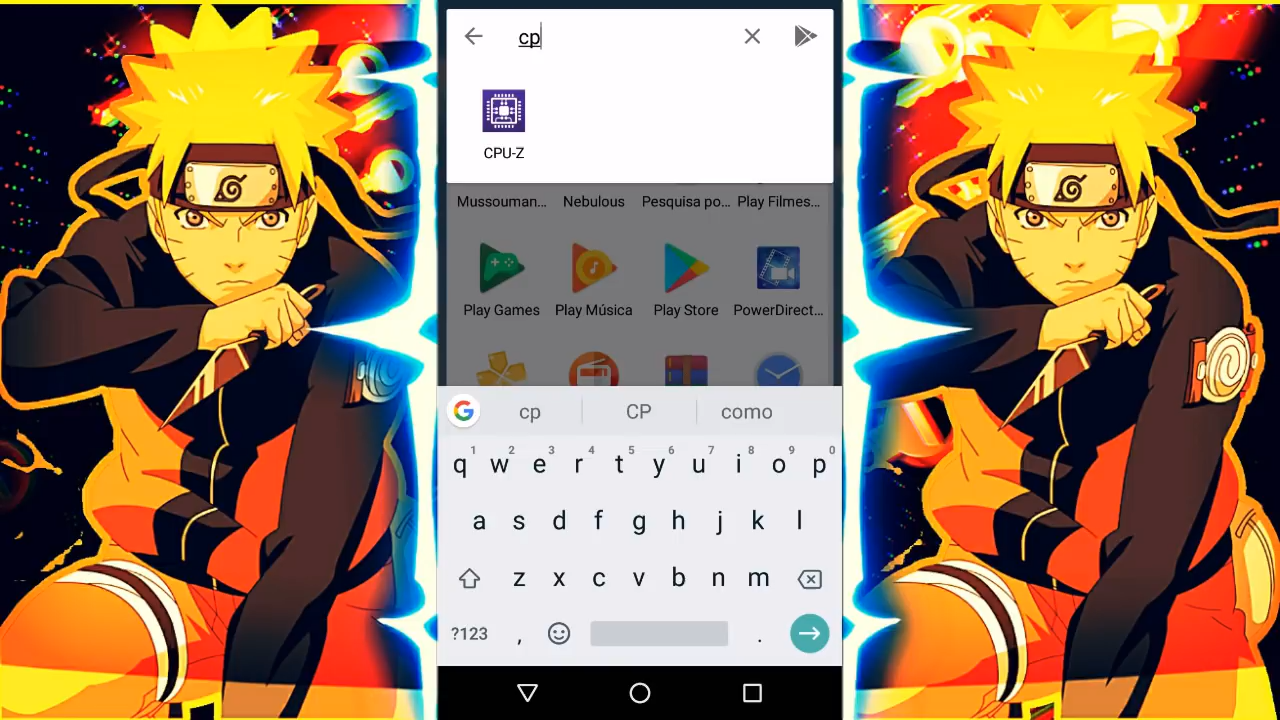 cp
CPU-Z
Mussouman... Nebulous Pesquisa po... Play Filmes...
Play Games Play Música Play Store PowerDirect...
cp CP como
1 2 3 4 5 6 7 8 9 0
q w e r t y u i o p
a s d f g h j k l
z x c v b n m
?123 , .